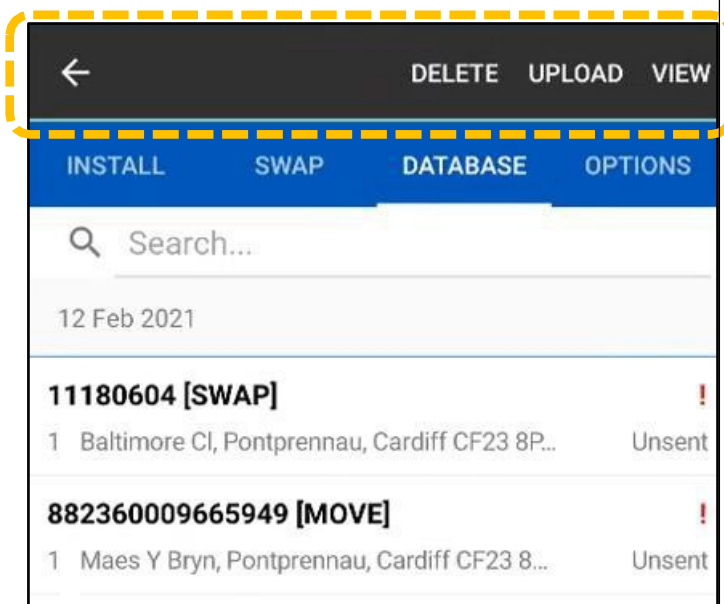 DELETE UPLOAD VIEW
INSTALL SWAP DATABASE OPTIONS
Search...
12 Feb 2021
11180604 [SWAP] !
1 Baltimore Cl, Pontprennau, Cardiff CF23 8P... Unsent
882360009665949 [MOVE] !
1 Maes Y Bryn, Pontprennau, Cardiff CF23 8... Unsent